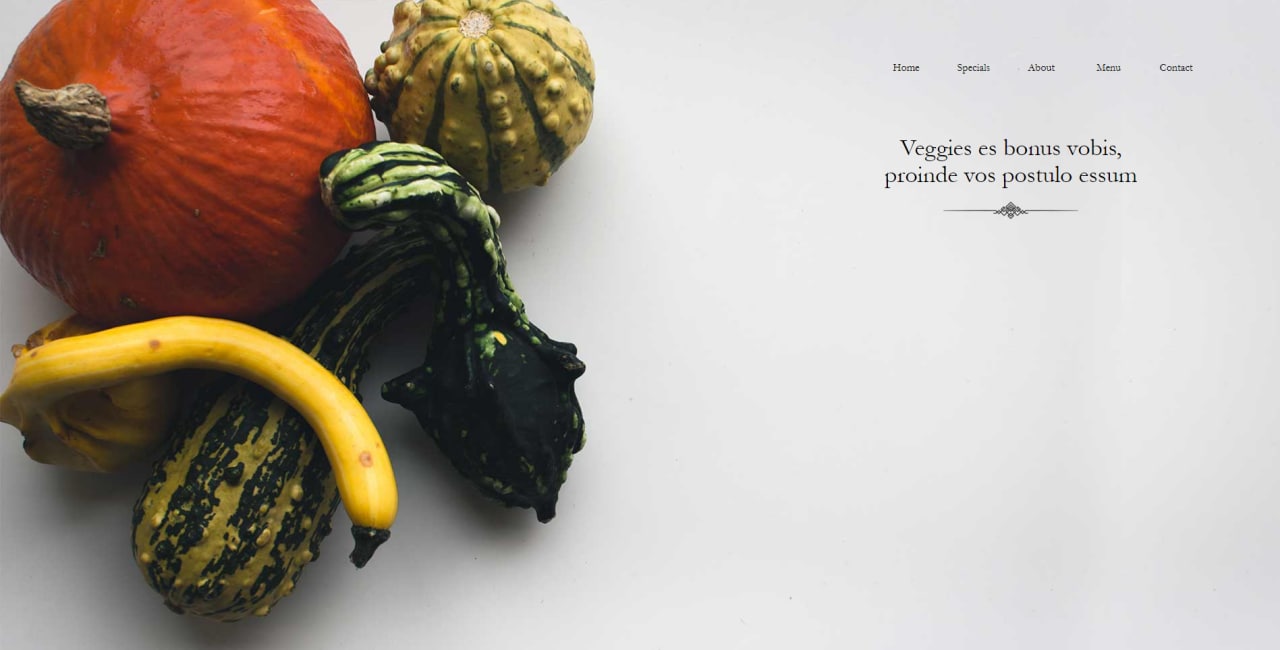 Home Specials About Menu Contact
Veggies es bonus vobis,
proinde vos postulo essum